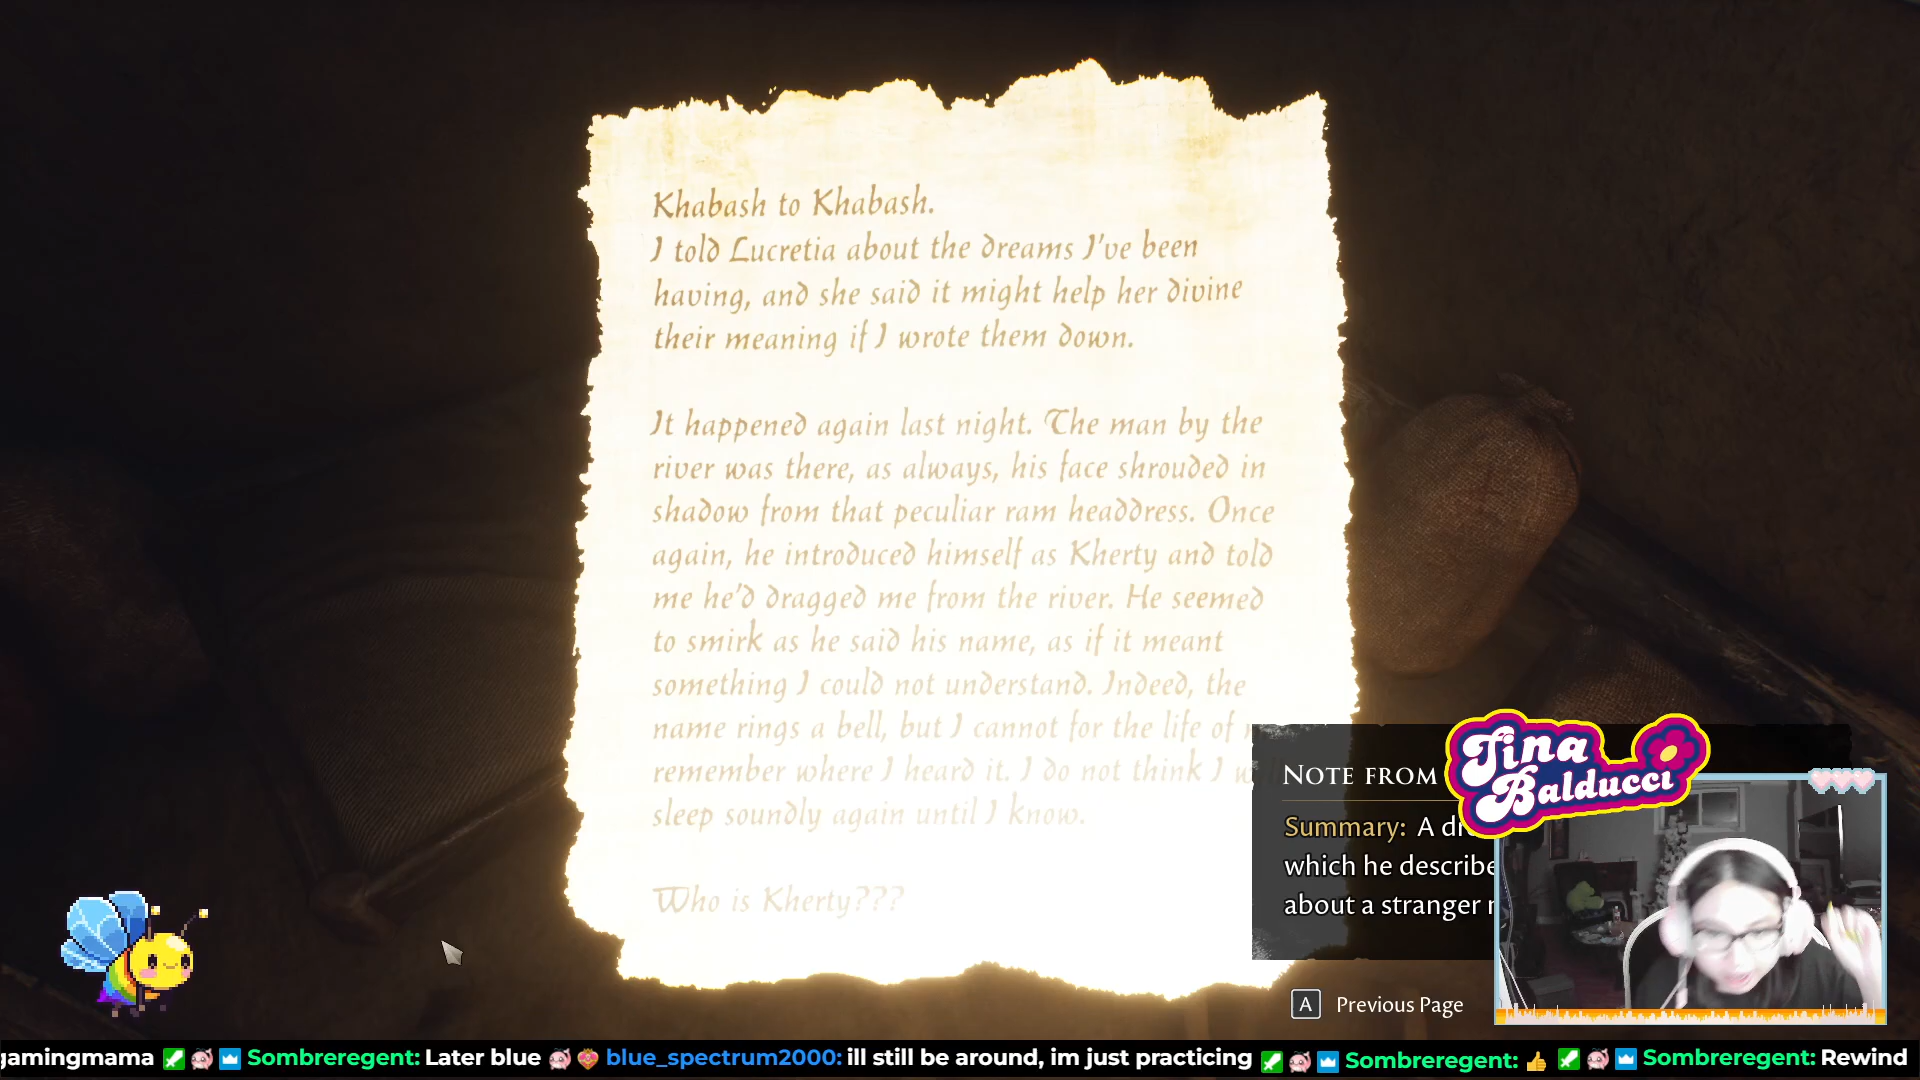 Khabash to Khabash.
I told Lucretia about the dreams I've been
having, and she said it might help her divine
their meaning if I wrote them down.
It happened again last night. The man by the
river was there, as always, his face shrouded in
shadow from that peculiar ram headdress. Once
again, he introduced himself as Kherty and told
me he'd dragged me from the river. He seemed
to smirk as he said his name, as if it meant
something I could not understand. Indeed, the
name rings a bell, but I cannot for the life of
remember where I heard it. I do not think I
sleep soundly again until I know.
Who is Kherty???
NOTE FROM
Summary: A
which he describe
about a stranger
Tina
Balducci
A Previous Page
gamingmama Sombreregent: Later blue blue_spectrum2000: ill still be around, im just practicing Sombreregent: 👍 Sombreregent: Rewind